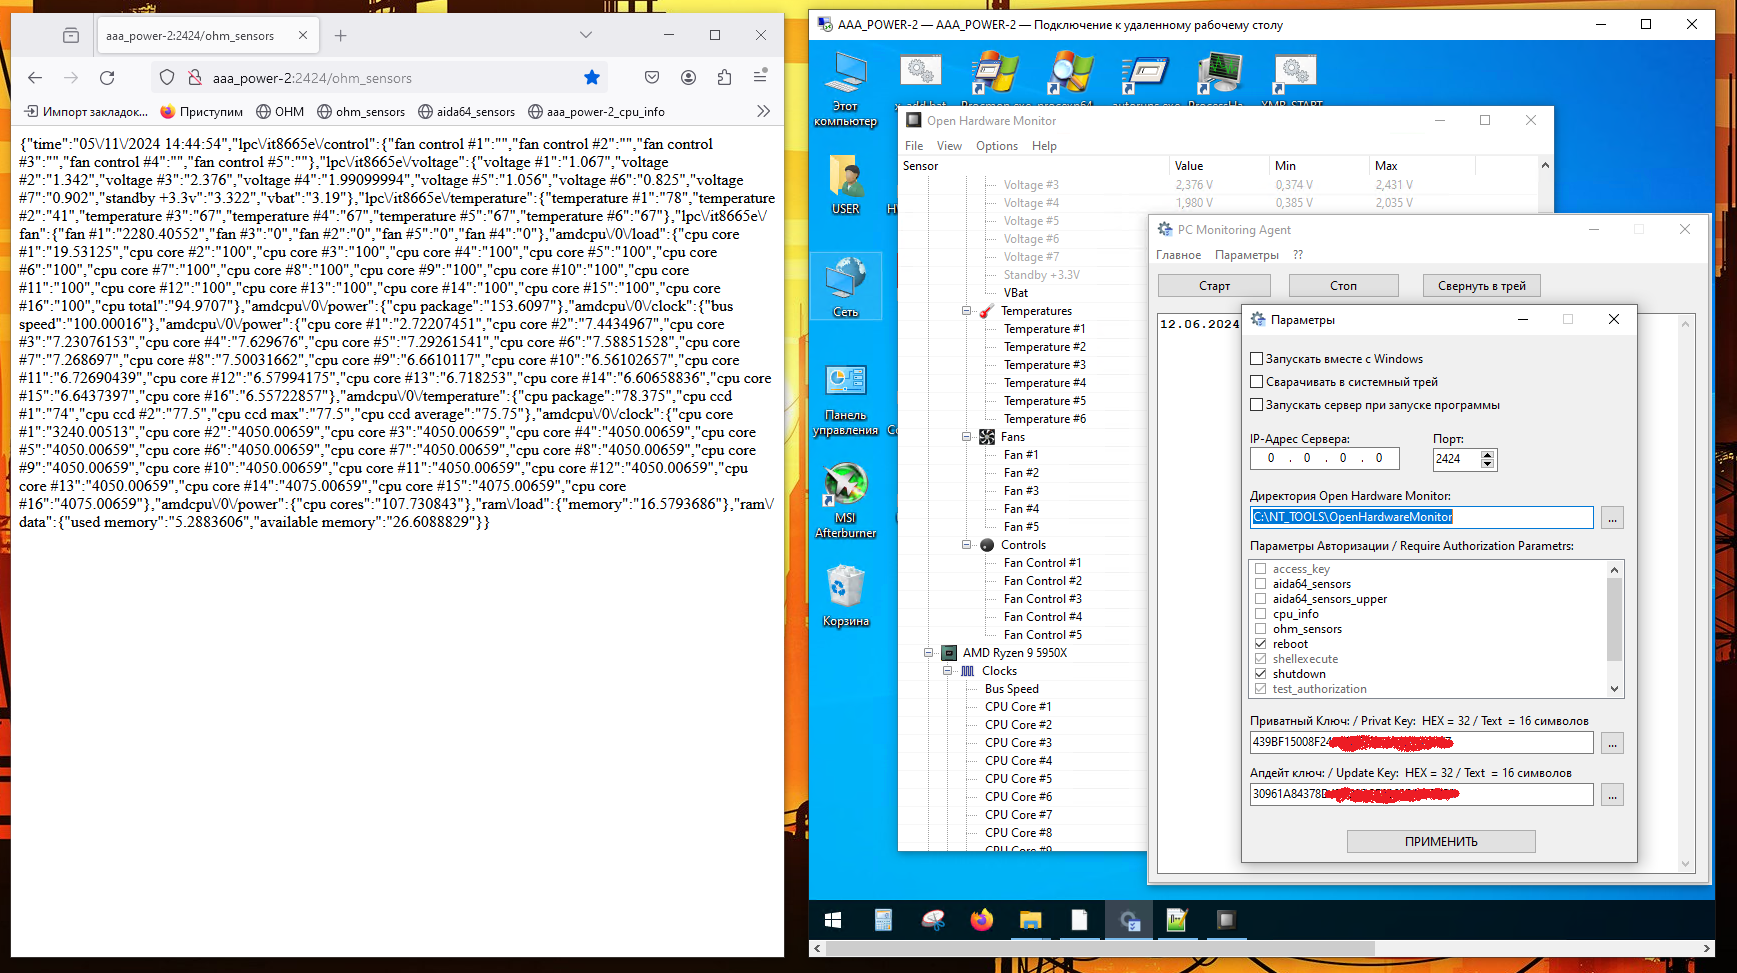 aaa_power-2:2424/ohm_sensors
aaa_power-2:2424/ohm_sensors
Импорт закладок...
Приступим
OHM
ohm_sensors
aida64_sensors
aaa_power-2_cpu_info
{"time":"05\/11\/2024 14:44:54","lpc\/it8665e\/control":{"fan control #1":"","fan control #2":"","fan control
#3":"","fan control #4":"","fan control #5":""},"lpc\/it8665e\/voltage":{"voltage #1":"1.067","voltage
#2":"1.342","voltage #3":"2.376","voltage #4":"1.99099994","voltage #5":"1.056","voltage #6":"0.825","voltage
#7":"0.902","standby +3.3v":"3.322","vbat":"3.19"},"lpc\/it8665e\/temperature":{"temperature #1":"78","temperature
#2":"41","temperature #3":"67","temperature #4":"67","temperature #5":"67","temperature #6":"67"},"lpc\/it8665e\/
fan":{"fan #1":"2280.40552","fan #3":"0","fan #2":"0","fan #5":"0","fan #4":"0"},"amdcpu\/0\/load":{"cpu core
#1":"19.53125","cpu core #2":"100","cpu core #3":"100","cpu core #4":"100","cpu core #5":"100","cpu core
#6":"100","cpu core #7":"100","cpu core #8":"100","cpu core #9":"100","cpu core #10":"100","cpu core
#11":"100","cpu core #12":"100","cpu core #13":"100","cpu core #14":"100","cpu core #15":"100","cpu core
#16":"100","cpu total":"94.9707"},"amdcpu\/0\/power":{"cpu package":"153.6097"},"amdcpu\/0\/clock":{"bus
speed":"100.00016"},"amdcpu\/0\/power":{"cpu core #1":"2.72207451","cpu core #2":"7.4434967","cpu core
#3":"7.23076153","cpu core #4":"7.629676","cpu core #5":"7.29261541","cpu core #6":"7.58851528","cpu core
#7":"7.268697","cpu core #8":"7.50031662","cpu core #9":"6.6610117","cpu core #10":"6.56102657","cpu core
#11":"6.72690439","cpu core #12":"6.57994175","cpu core #13":"6.718253","cpu core #14":"6.60658836","cpu core
#15":"6.6437397","cpu core #16":"6.55722857"},"amdcpu\/0\/temperature":{"cpu package":"78.375","cpu ccd
#1":"74","cpu ccd #2":"77.5","cpu ccd max":"77.5","cpu ccd average":"75.75"},"amdcpu\/0\/clock":{"cpu core
#1":"3240.00513","cpu core #2":"4050.00659","cpu core #3":"4050.00659","cpu core #4":"4050.00659","cpu core
#5":"4050.00659","cpu core #6":"4050.00659","cpu core #7":"4050.00659","cpu core #8":"4050.00659","cpu core
#9":"4050.00659","cpu core #10":"4050.00659","cpu core #11":"4050.00659","cpu core #12":"4050.00659","cpu
core #13":"4050.00659","cpu core #14":"4075.00659","cpu core #15":"4075.00659","cpu core
#16":"4075.00659"},"amdcpu\/0\/power":{"cpu cores":"107.730843"},"ram\/load":{"memory":"16.5793686"},"ram\/
data":{"used memory":"5.2883606","available memory":"26.6088829"}}
AAA_POWER-2 — AAA_POWER-2 — Подключение к удаленному рабочему столу
Этот
компьютер
USER
Сеть
Панель
управления
MSI
Afterburner
Корзина
Open Hardware Monitor
File View Options Help
Sensor Value Min Max
Voltage #3 2,376 V 0,374 V 2,431 V
Voltage #4 1,980 V 0,385 V 2,035 V
Voltage #5
Voltage #6
Voltage #7
Standby +3.3V
VBat
Temperatures
Temperature #1
Temperature #2
Temperature #3
Temperature #4
Temperature #5
Temperature #6
Fans
Fan #1
Fan #2
Fan #3
Fan #4
Fan #5
Controls
Fan Control #1
Fan Control #2
Fan Control #3
Fan Control #4
Fan Control #5
AMD Ryzen 9 5950X
Clocks
Bus Speed
CPU Core #1
CPU Core #2
CPU Core #3
CPU Core #4
CPU Core #5
CPU Core #6
CPU Core #7
CPU Core #8
CPU Core #9
PC Monitoring Agent
Главное Параметры ??
Старт Стоп Свернуть в трей
12.06.2024
Параметры
Запускать вместе с Windows
Сварачивать в системный трей
Запускать сервер при запуске программы
IP-Адрес Сервера: Порт:
0 . 0 . 0 . 0 2424
Директория Open Hardware Monitor:
C:\NT_TOOLS\OpenHardwareMonitor
...
Параметры Авторизации / Require Authorization Parametrs:
access_key
aida64_sensors
aida64_sensors_upper
cpu_info
ohm_sensors
reboot
shellexecute
shutdown
test_authorization
Приватный Ключ: / Privat Key: HEX = 32 / Text = 16 символов
439BF15008F24
...
Апдейт ключ: / Update Key: HEX = 32 / Text = 16 символов
30961A84378
...
ПРИМЕНИТЬ